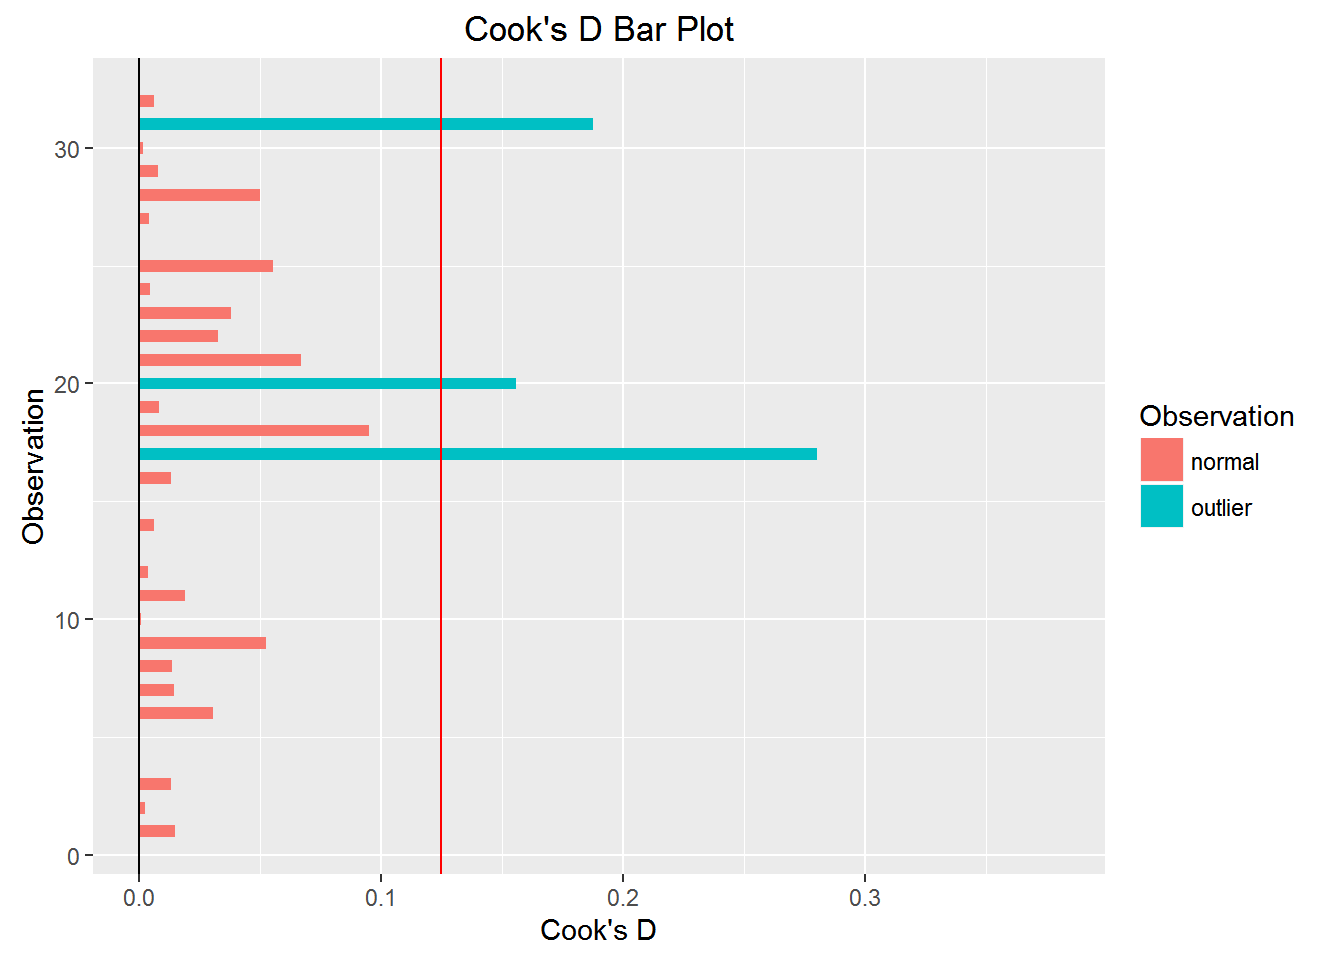 Cook's D Bar Plot
30
20
10
0
Observation
0.0 0.1 0.2 0.3
Cook's D
Observation
normal
outlier